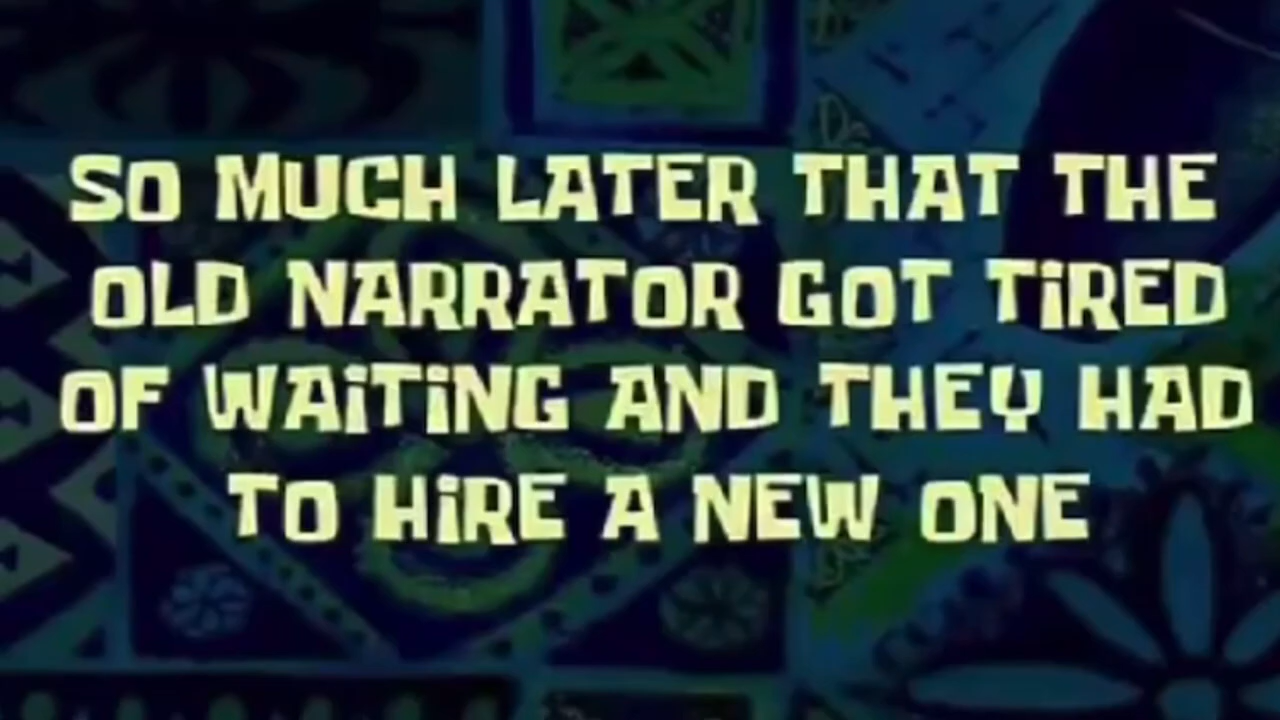 SO MUCH LATER THAT THE
OLD NARRATOR GOT TiRED
OF WAiTiNG AND THEY HAD
TO HiRE A NEW ONE